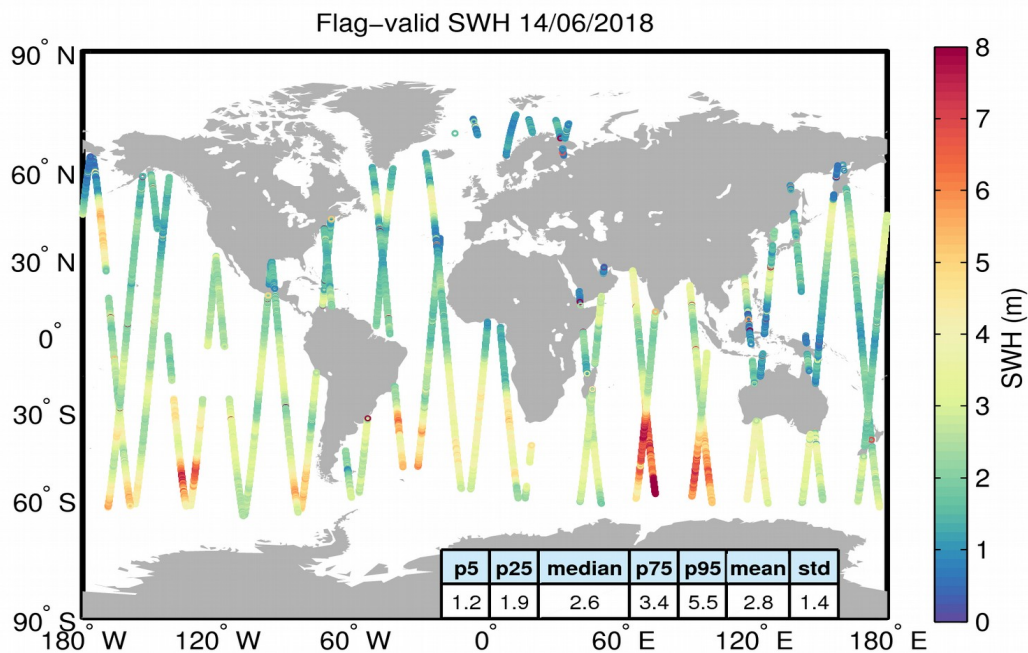 Flag−valid SWH 14/06/2018
90° N
60° N
30° N
0°
30° S
60° S
90° S
180° W
120° W
60° W
0°
60° E
120° E
180° E
p5 p25 median p75 p95 mean std
1.2 1.9 2.6 3.4 5.5 2.8 1.4
8
7
6
5
4
3
2
1
0
SWH (m)